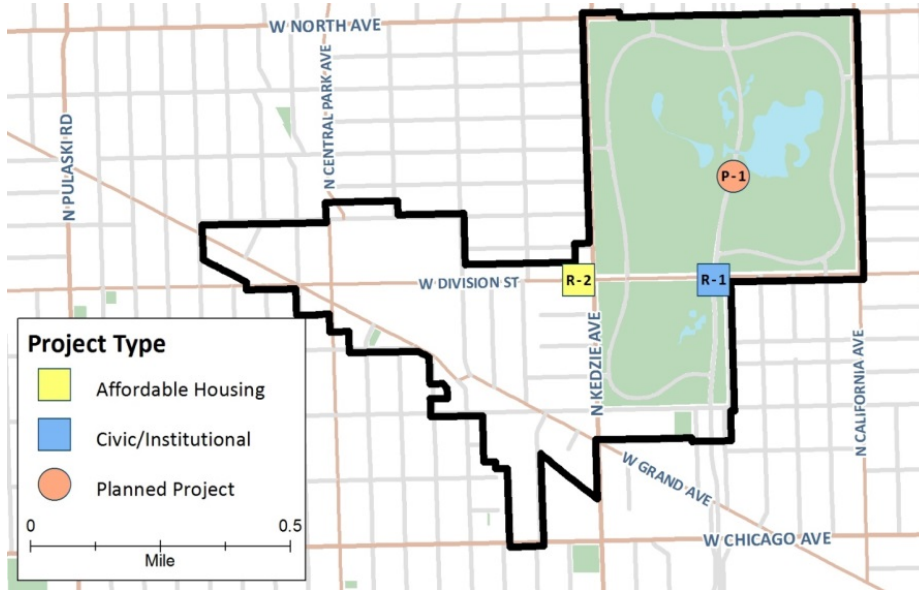 W NORTH AVE
N PULASKI RD
N CENTRAL PARK AVE
P-1
W DIVISION ST
R-2
R-1
N KEDZIE AVE
N CALIFORNIA AVE
W GRAND AVE
W CHICAGO AVE
Project Type
Affordable Housing
Civic/Institutional
Planned Project
0 0.5
Mile